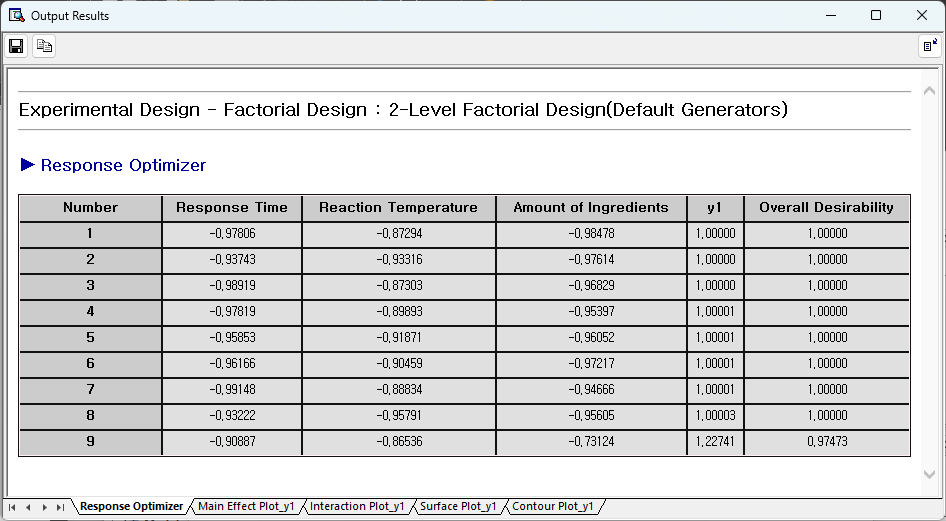 Output Results
Experimental Design - Factorial Design : 2-Level Factorial Design(Default Generators)
► Response Optimizer
Number Response Time Reaction Temperature Amount of Ingredients y1 Overall Desirability
1 -0,97806 -0,87294 -0,98478 1,00000 1,00000
2 -0,93743 -0,93316 -0,97614 1,00000 1,00000
3 -0,98919 -0,87303 -0,96829 1,00000 1,00000
4 -0,97819 -0,89893 -0,95397 1,00001 1,00000
5 -0,95853 -0,91871 -0,96052 1,00001 1,00000
6 -0,96166 -0,90459 -0,97217 1,00001 1,00000
7 -0,99148 -0,88834 -0,94666 1,00001 1,00000
8 -0,93222 -0,95791 -0,95605 1,00003 1,00000
9 -0,90887 -0,86536 -0,73124 1,22741 0,97473
Response Optimizer Main Effect Plot_y1 Interaction Plot_y1 Surface Plot_y1 Contour Plot_y1